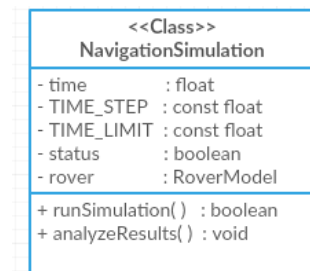 <<Class>>
NavigationSimulation
- time : float
- TIME_STEP : const float
- TIME_LIMIT : const float
- status : boolean
- rover : RoverModel
+ runSimulation( ) : boolean
+ analyzeResults( ) : void